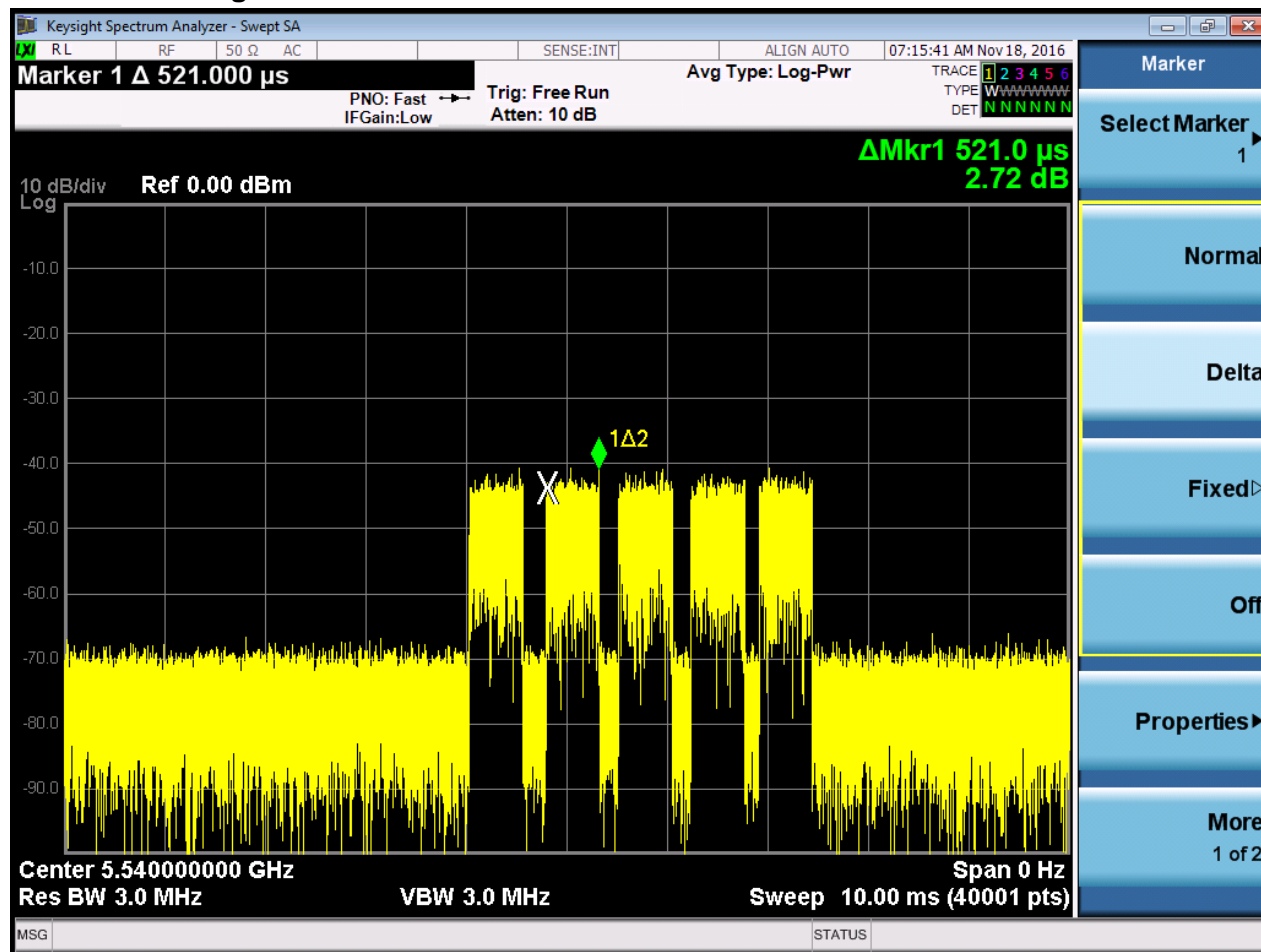 Keysight Spectrum Analyzer - Swept SA
LXI RL RF 50 Ω AC SENSE:INT ALIGN AUTO 07:15:41 AM Nov 18, 2016
Marker 1 Δ 521.000 µs
PNO: Fast
IFGain:Low
Trig: Free Run
Atten: 10 dB
Avg Type: Log-Pwr
TRACE 1 2 3 4 5 6
TYPE WWWWWW
DET N N N N N N
ΔMkr1 521.0 µs
2.72 dB
10 dB/div Ref 0.00 dBm
Log
-10.0
-20.0
-30.0
-40.0
-50.0
-60.0
-70.0
-80.0
-90.0
1Δ2
X
Center 5.540000000 GHz Span 0 Hz
Res BW 3.0 MHz VBW 3.0 MHz Sweep 10.00 ms (40001 pts)
MSG STATUS
Marker
Select Marker
1
Normal
Delta
Fixed
Off
Properties
More
1 of 2